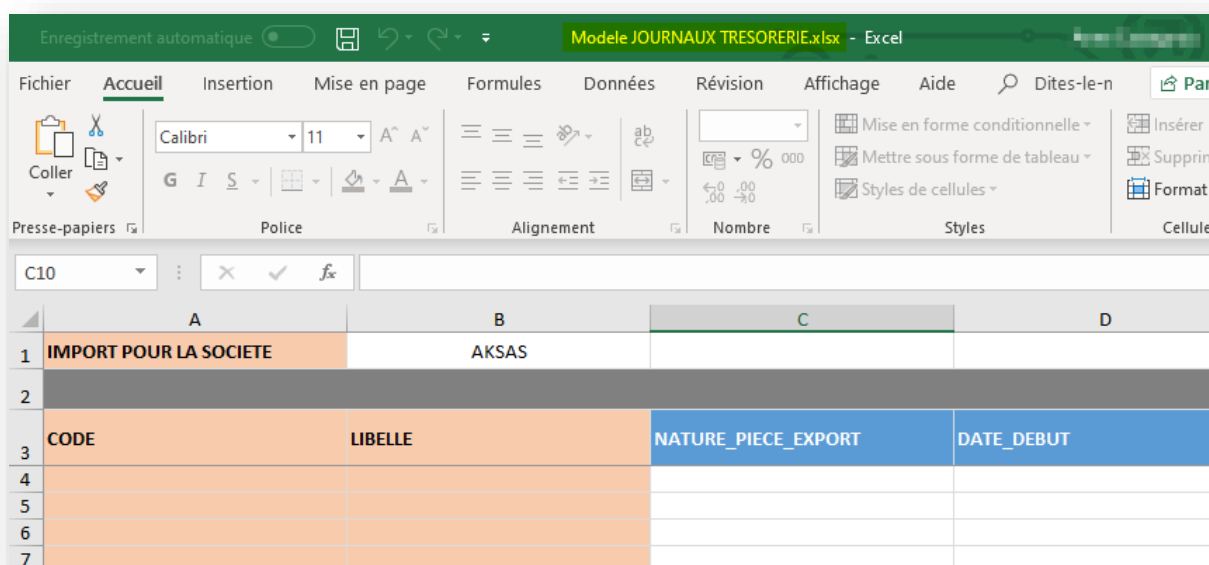 Enregistrement automatique Modele JOURNAUX TRESORERIE.xlsx - Excel
Fichier Accueil Insertion Mise en page Formules Données Révision Affichage Aide Dites-le-n Par
Coller Calibri 11 A A ab Mise en forme conditionnelle Insérer
% 000 Mettre sous forme de tableau Supprin
G I S A ,00 Styles de cellules Format
Presse-papiers Police Alignement Nombre Styles Cellule
C10 fx
A B C D
1 IMPORT POUR LA SOCIETE AKSAS
2
3 CODE LIBELLE NATURE_PIECE_EXPORT DATE_DEBUT
4
5
6
7